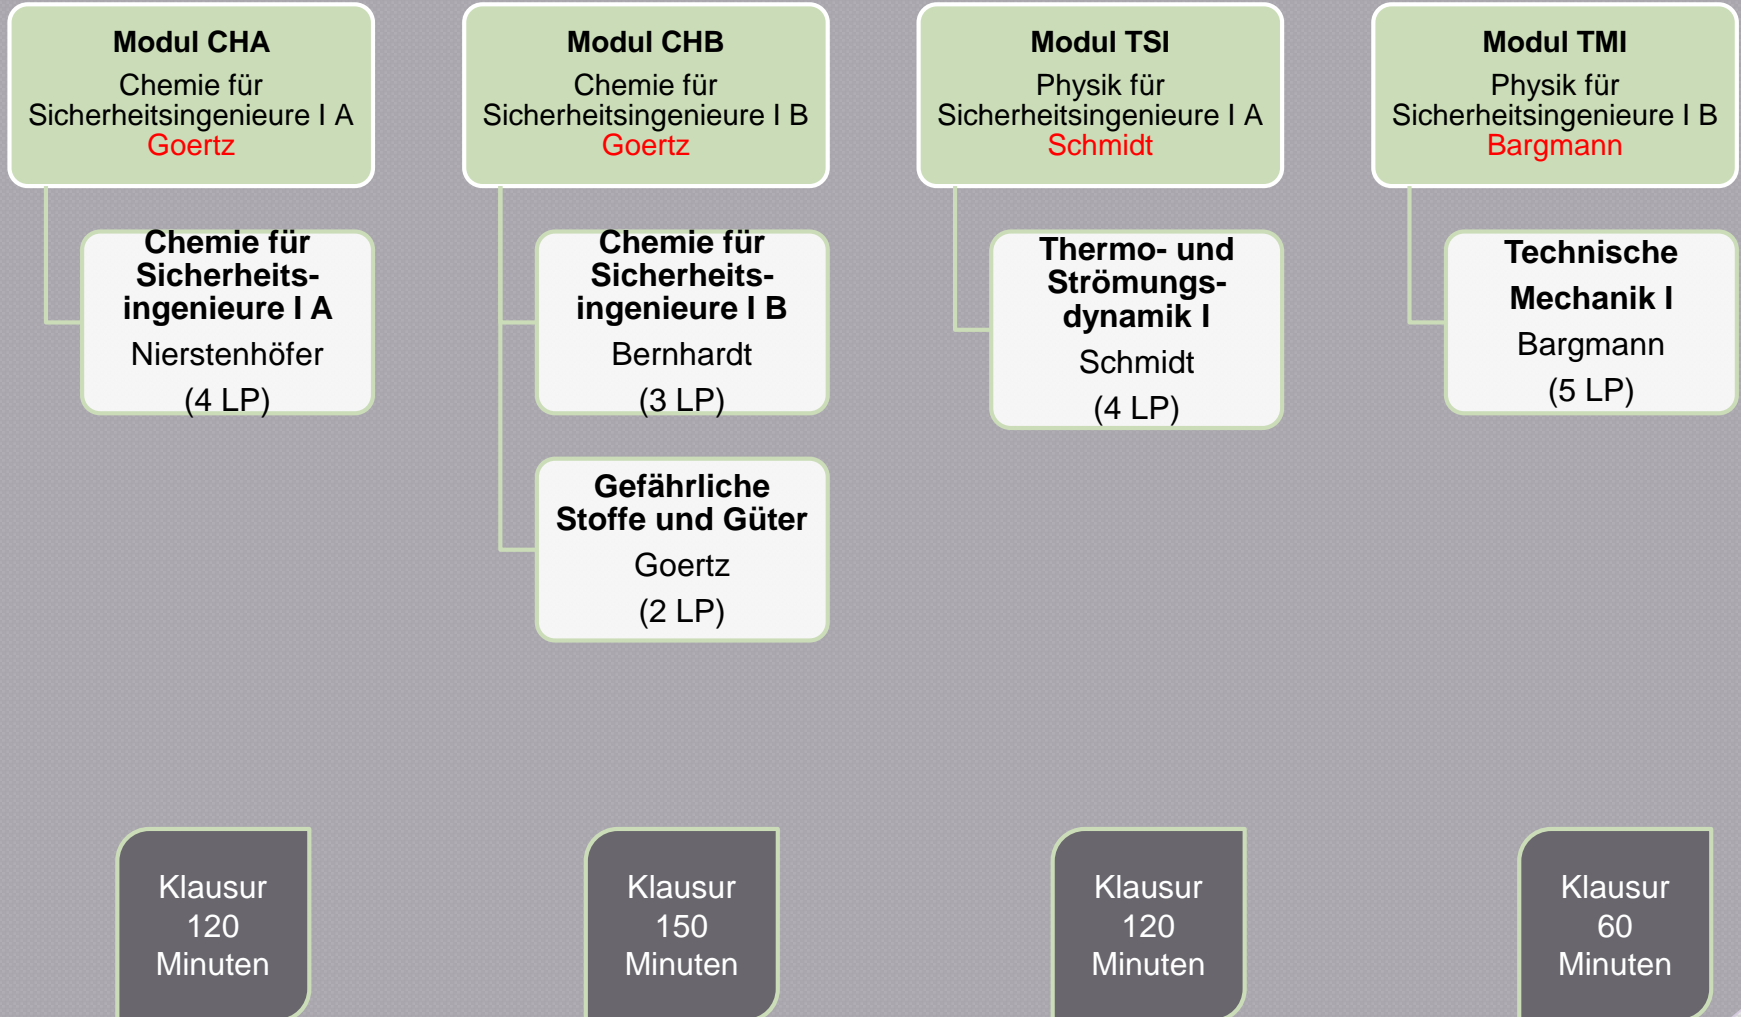 Modul CHA
Chemie für
Sicherheitsingenieure I A
Goertz
Chemie für
Sicherheits-
ingenieure I A
Nierstenhöfer
(4 LP)
Modul CHB
Chemie für
Sicherheitsingenieure I B
Goertz
Chemie für
Sicherheits-
ingenieure I B
Bernhardt
(3 LP)
Gefährliche
Stoffe und Güter
Goertz
(2 LP)
Modul TSI
Physik für
Sicherheitsingenieure I A
Schmidt
Thermo- und
Strömungs-
dynamik I
Schmidt
(4 LP)
Modul TMI
Physik für
Sicherheitsingenieure I B
Bargmann
Technische
Mechanik I
Bargmann
(5 LP)
Klausur
120
Minuten
Klausur
150
Minuten
Klausur
120
Minuten
Klausur
60
Minuten